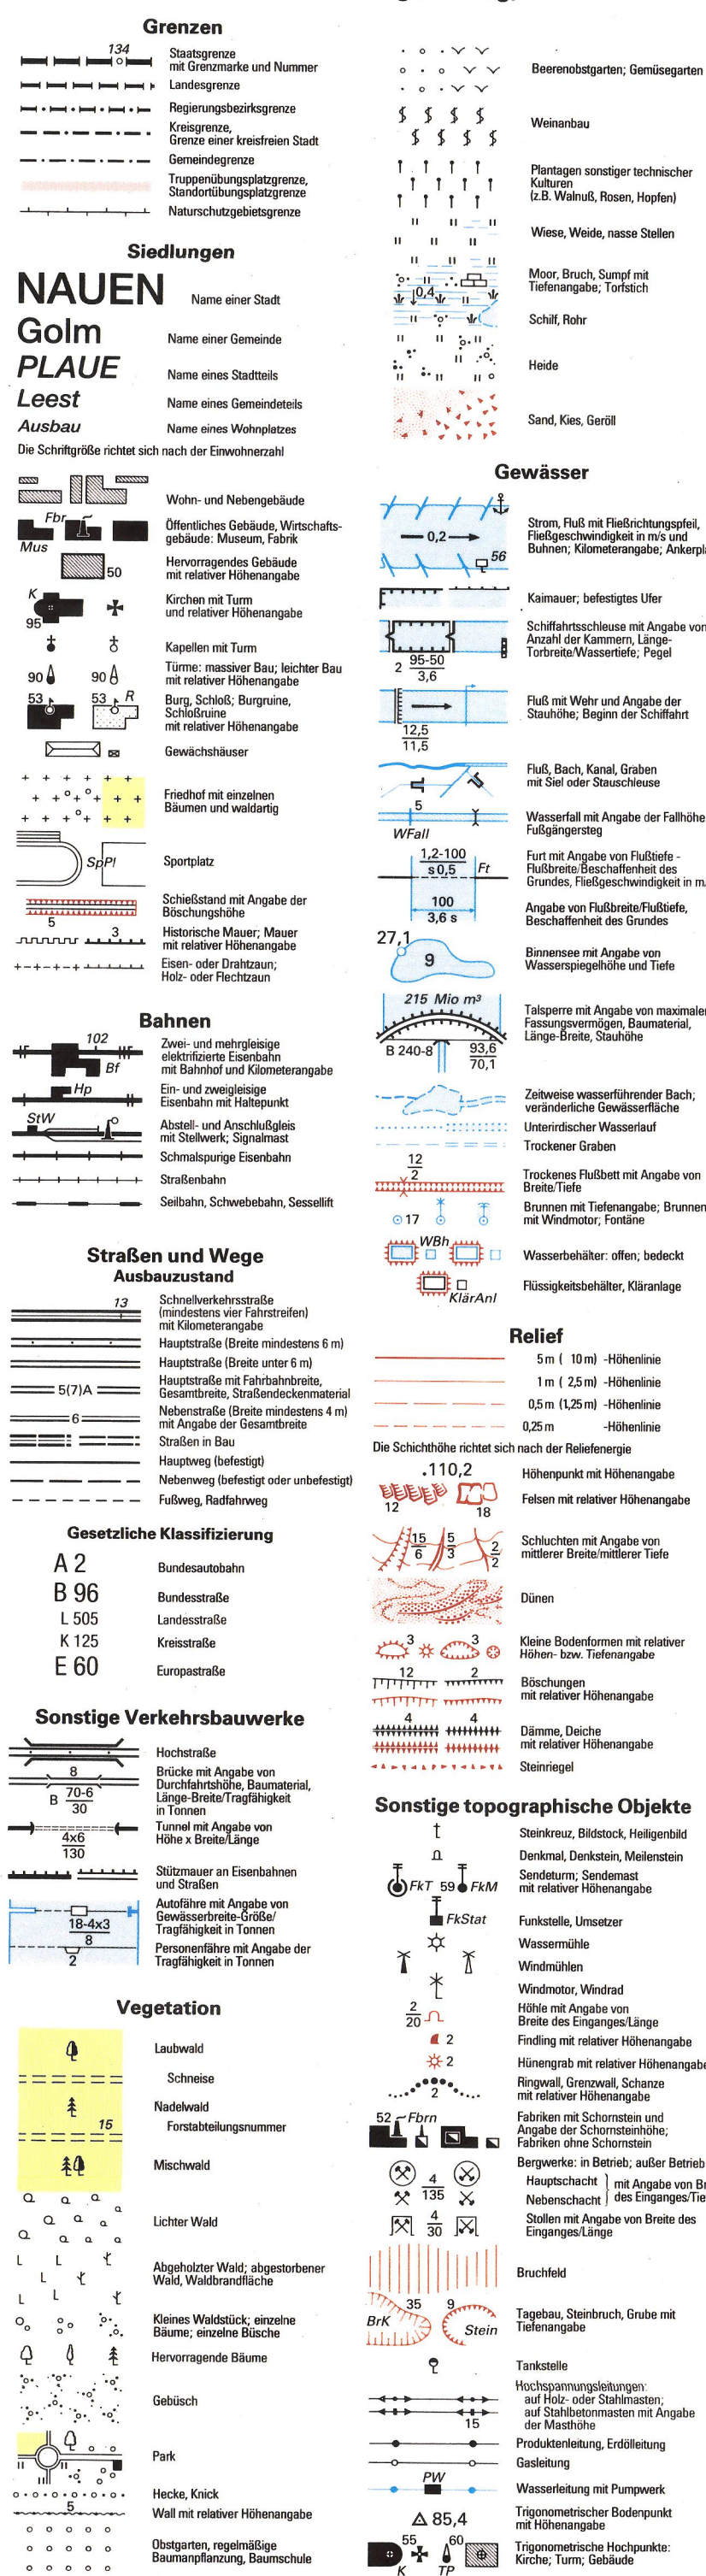 Grenzen
134
Staatsgrenze
mit Grenzmarke und Nummer
Landesgrenze
Regierungsbezirksgrenze
Kreisgrenze,
Grenze einer kreisfreien Stadt
Gemeindegrenze
Truppenübungsplatzgrenze,
Standortübungsplatzgrenze
Naturschutzgebietsgrenze
Siedlungen
NAUEN Name einer Stadt
Golm Name einer Gemeinde
PLAUE Name eines Stadtteils
Leest Name eines Gemeindeteils
Ausbau Name eines Wohnplatzes
Die Schriftgröße richtet sich nach der Einwohnerzahl
Wohn- und Nebengebäude
Fbr
Mus
Öffentliches Gebäude, Wirtschafts-
gebäude: Museum, Fabrik
50
Hervorragendes Gebäude
mit relativer Höhenangabe
K
95
Kirchen mit Turm
und relativer Höhenangabe
Kapellen mit Turm
90 90
Türme: massiver Bau; leichter Bau
mit relativer Höhenangabe
53 53 R
Burg, Schloß; Burgruine,
Schloßruine
mit relativer Höhenangabe
Gewächshäuser
Friedhof mit einzelnen
Bäumen und waldartig
SpPl
Sportplatz
5
Schießstand mit Angabe der
Böschungshöhe
3
Historische Mauer; Mauer
mit relativer Höhenangabe
Eisen- oder Drahtzaun;
Holz- oder Flechtzaun
Bahnen
102
Bf
Zwei- und mehrgleisige
elektrifizierte Eisenbahn
mit Bahnhof und Kilometerangabe
Hp
Ein- und zweigleisige
Eisenbahn mit Haltepunkt
StW
Abstell- und Anschlußgleis
mit Stellwerk; Signalmast
Schmalspurige Eisenbahn
Straßenbahn
Seilbahn, Schwebebahn, Sessellift
Straßen und Wege
Ausbauzustand
13
Schnellverkehrsstraße
(mindestens vier Fahrstreifen)
mit Kilometerangabe
Hauptstraße (Breite mindestens 6 m)
Hauptstraße (Breite unter 6 m)
5(7)A
Hauptstraße mit Fahrbahnbreite,
Gesamtbreite, Straßendeckenmaterial
6
Nebenstraße (Breite mindestens 4 m)
mit Angabe der Gesamtbreite
Straßen in Bau
Hauptweg (befestigt)
Nebenweg (befestigt oder unbefestigt)
Fußweg, Radfahrweg
Gesetzliche Klassifizierung
A 2 Bundesautobahn
B 96 Bundesstraße
L 505 Landesstraße
K 125 Kreisstraße
E 60 Europastraße
Sonstige Verkehrsbauwerke
Hochstraße
8
B 70-6
30
Brücke mit Angabe von
Durchfahrtshöhe, Baumaterial,
Länge-Breite/Tragfähigkeit
in Tonnen
4x6
130
Tunnel mit Angabe von
Höhe x Breite/Länge
Stützmauer an Eisenbahnen
und Straßen
18-4x3
8
Autofähre mit Angabe von
Gewässerbreite-Größe/
Tragfähigkeit in Tonnen
2
Personenfähre mit Angabe der
Tragfähigkeit in Tonnen
Vegetation
Laubwald
Schneise
Nadelwald
15
Forstabteilungsnummer
Mischwald
Lichter Wald
Abgeholzter Wald; abgestorbener
Wald, Waldbrandfläche
Kleines Waldstück; einzelne
Bäume; einzelne Büsche
Hervorragende Bäume
Gebüsch
Park
Hecke, Knick
5
Wall mit relativer Höhenangabe
Obstgarten, regelmäßige
Baumanpflanzung, Baumschule
Beerenobstgarten; Gemüsegarten
Weinanbau
Plantagen sonstiger technischer
Kulturen
(z.B. Walnuß, Rosen, Hopfen)
Wiese, Weide, nasse Stellen
0,4
Moor, Bruch, Sumpf mit
Tiefenangabe; Torfstich
Schilf, Rohr
Heide
Sand, Kies, Geröll
Gewässer
0,2
56
Strom, Fluß mit Fließrichtungspfeil,
Fließgeschwindigkeit in m/s und
Buhnen; Kilometerangabe; Ankerpl
Kaimauer; befestigtes Ufer
2 95-50
3,6
Schiffahrtsschleuse mit Angabe von
Anzahl der Kammern, Länge-
Torbreite/Wassertiefe; Pegel
12,5
11,5
Fluß mit Wehr und Angabe der
Stauhöhe; Beginn der Schiffahrt
Fluß, Bach, Kanal, Graben
mit Siel oder Stauschleuse
5
WFall
Wasserfall mit Angabe der Fallhöhe
Fußgängersteg
1,2-100
s 0,5
Ft
Furt mit Angabe von Flußtiefe -
Flußbreite/Beschaffenheit des
Grundes, Fließgeschwindigkeit in m
100
3,6 s
Angabe von Flußbreite/Flußtiefe,
Beschaffenheit des Grundes
27,1
9
Binnensee mit Angabe von
Wasserspiegelhöhe und Tiefe
215 Mio m³
B 240-8 93,6
70,1
Talsperre mit Angabe von maximaler
Fassungsvermögen, Baumaterial,
Länge-Breite, Stauhöhe
Zeitweise wasserführender Bach;
veränderliche Gewässerfläche
Unterirdischer Wasserlauf
Trockener Graben
12
2
Trockenes Flußbett mit Angabe von
Breite/Tiefe
17
Brunnen mit Tiefenangabe; Brunnen
mit Windmotor; Fontäne
WBh
Wasserbehälter: offen; bedeckt
KlärAnl
Flüssigkeitsbehälter, Kläranlage
Relief
5 m ( 10 m) -Höhenlinie
1 m ( 2,5 m) -Höhenlinie
0,5 m (1,25 m) -Höhenlinie
0,25 m -Höhenlinie
Die Schichthöhe richtet sich nach der Reliefenergie
.110,2 Höhenpunkt mit Höhenangabe
12 18
Felsen mit relativer Höhenangabe
15 5 2
6 3 2
Schluchten mit Angabe von
mittlerer Breite/mittlerer Tiefe
Dünen
3 3
Kleine Bodenformen mit relativer
Höhen- bzw. Tiefenangabe
12 2
Böschungen
mit relativer Höhenangabe
4 4
Dämme, Deiche
mit relativer Höhenangabe
Steinriegel
Sonstige topographische Objekte
Steinkreuz, Bildstock, Heiligenbild
Denkmal, Denkstein, Meilenstein
FkT 59 FkM
Sendeturm; Sendemast
mit relativer Höhenangabe
FkStat
Funkstelle, Umsetzer
Wassermühle
Windmühlen
Windmotor, Windrad
2
20
Höhle mit Angabe von
Breite des Einganges/Länge
2
Findling mit relativer Höhenangabe
2
Hünengrab mit relativer Höhenangabe
2
Ringwall, Grenzwall, Schanze
mit relativer Höhenangabe
52 Fbrn
Fabriken mit Schornstein und
Angabe der Schornsteinhöhe;
Fabriken ohne Schornstein
Bergwerke: in Betrieb; außer Betrieb
4
135
Hauptschacht
Nebenschacht
mit Angabe von Br
des Einganges/Tie
4
30
Stollen mit Angabe von Breite des
Einganges/Länge
Bruchfeld
35 9
BrK Stein
Tagebau, Steinbruch, Grube mit
Tiefenangabe
Tankstelle
Hochspannungsleitungen:
auf Holz- oder Stahlmasten;
auf Stahlbetonmasten mit Angabe
der Masthöhe
15
Produktenleitung, Erdölleitung
Gasleitung
PW
Wasserleitung mit Pumpwerk
85,4
Trigonometrischer Bodenpunkt
mit Höhenangabe
55 60
K TP
Trigonometrische Hochpunkte:
Kirche; Turm; Gebäude